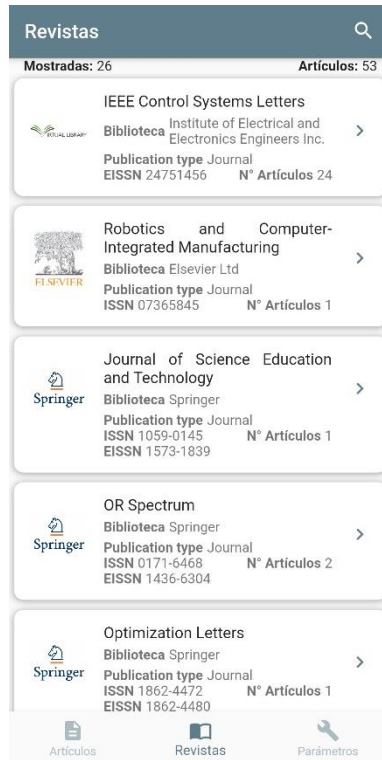 Revistas
Mostradas: 26 Artículos: 53
IEEE Control Systems Letters
Biblioteca Institute of Electrical and
Electronics Engineers Inc.
VIRTUAL LIBRARY
Publication type Journal
EISSN 24751456 N° Artículos 24
Robotics and Computer-
Integrated Manufacturing
Biblioteca Elsevier Ltd
ELSEVIER
Publication type Journal
ISSN 07365845 N° Artículos 1
Journal of Science Education
and Technology
Springer
Biblioteca Springer
Publication type Journal
ISSN 1059-0145 N° Artículos 1
EISSN 1573-1839
OR Spectrum
Biblioteca Springer
Springer
Publication type Journal
ISSN 0171-6468 N° Artículos 2
EISSN 1436-6304
Optimization Letters
Biblioteca Springer
Springer
Publication type Journal
ISSN 1862-4472 N° Artículos 1
EISSN 1862-4480
Artículos Revistas Parámetros